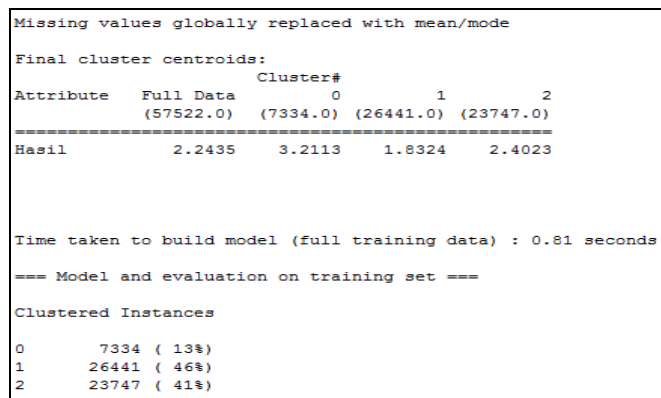 Missing values globally replaced with mean/mode
Final cluster centroids:
Cluster#
Attribute Full Data 0 1 2
(57522.0) (7334.0) (26441.0) (23747.0)
==================================================
Hasil 2.2435 3.2113 1.8324 2.4023
Time taken to build model (full training data) : 0.81 seconds
=== Model and evaluation on training set ===
Clustered Instances
0 7334 ( 13%)
1 26441 ( 46%)
2 23747 ( 41%)